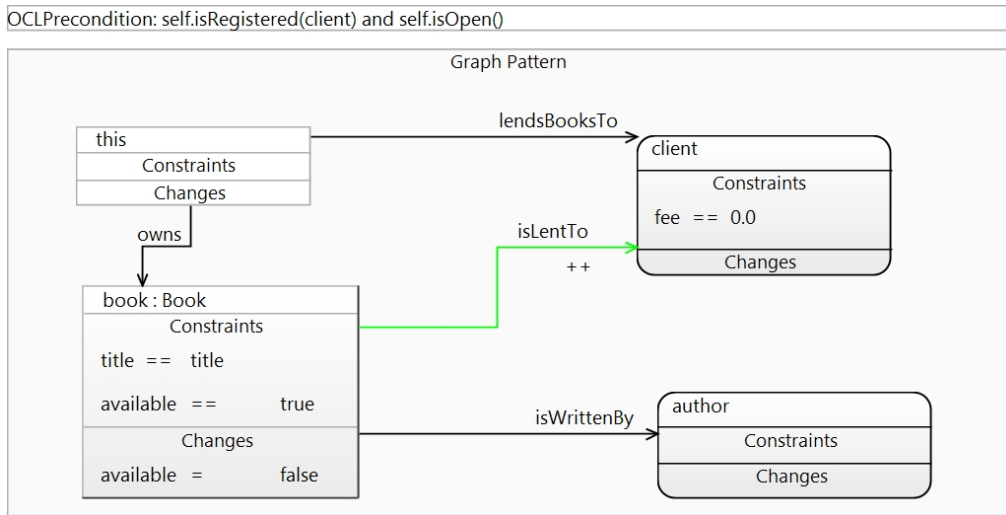 OCLPrecondition: self.isRegistered(client) and self.isOpen()
Graph Pattern
this
Constraints
Changes
lendsBooksTo
client
Constraints
fee == 0.0
Changes
owns
isLentTo
++
book : Book
Constraints
title == title
available == true
Changes
available = false
isWrittenBy
author
Constraints
Changes